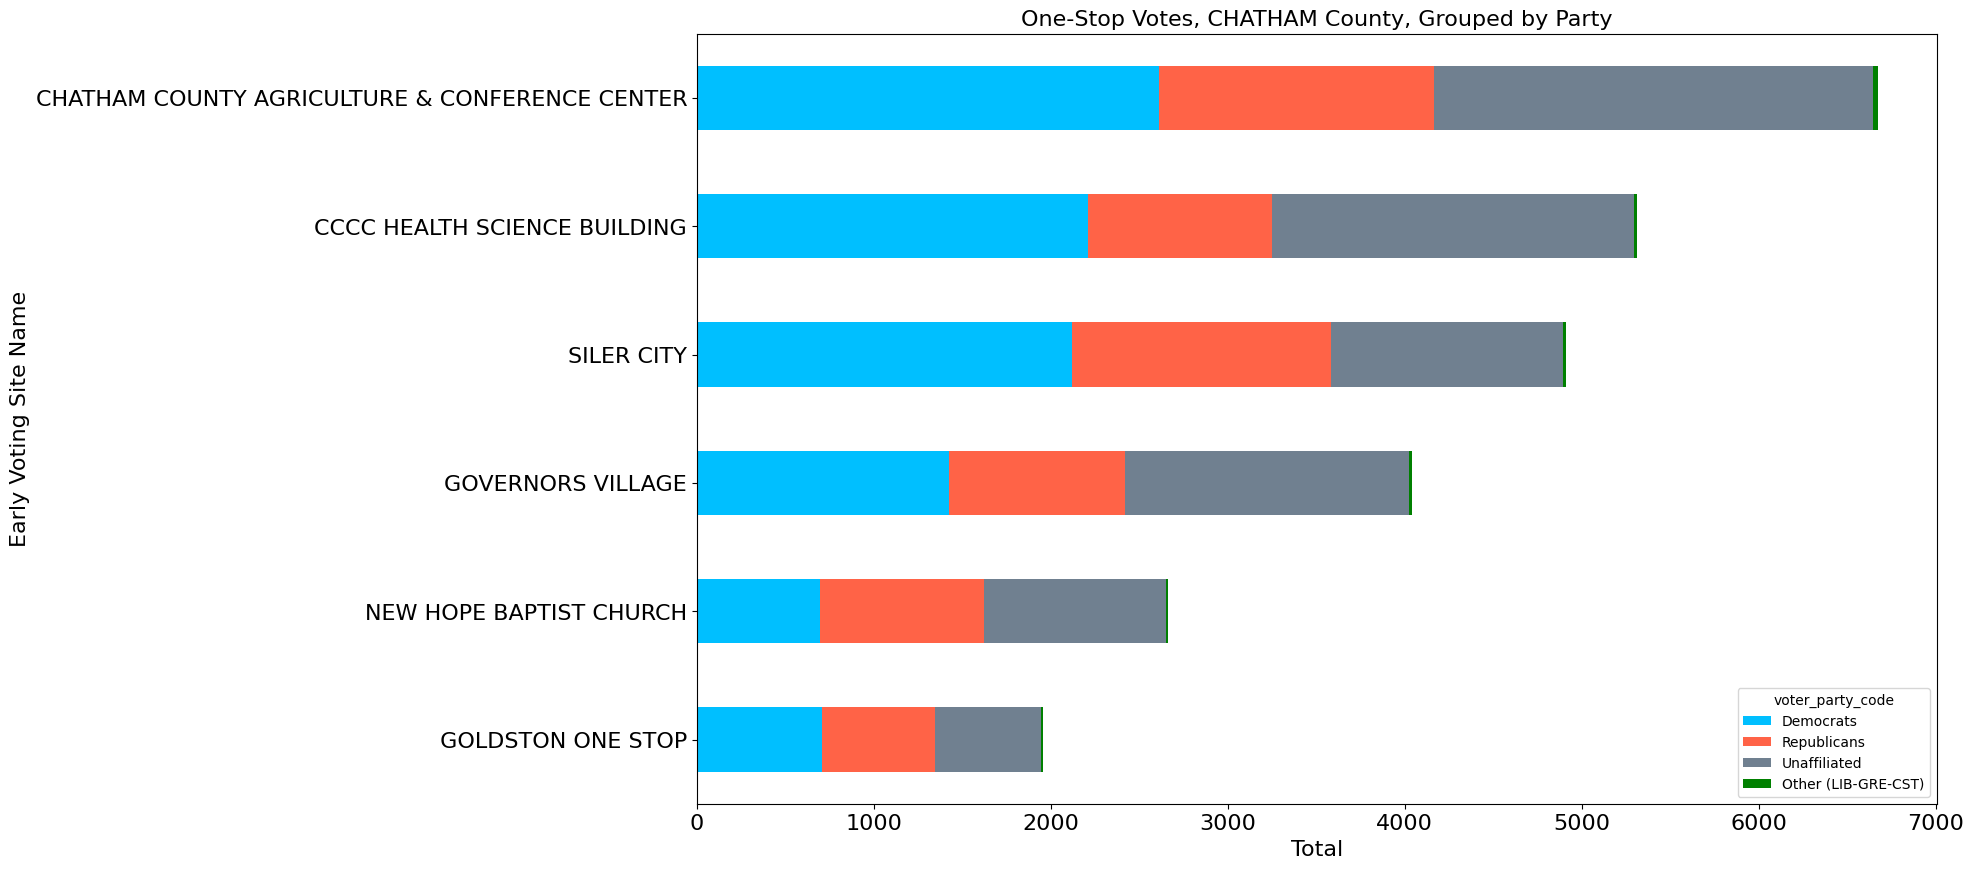 One-Stop Votes, CHATHAM County, Grouped by Party
Early Voting Site Name
CHATHAM COUNTY AGRICULTURE & CONFERENCE CENTER
CCCC HEALTH SCIENCE BUILDING
SILER CITY
GOVERNORS VILLAGE
NEW HOPE BAPTIST CHURCH
GOLDSTON ONE STOP
voter_party_code
Democrats
Republicans
Unaffiliated
Other (LIB-GRE-CST)
0 1000 2000 3000 4000 5000 6000 7000
Total